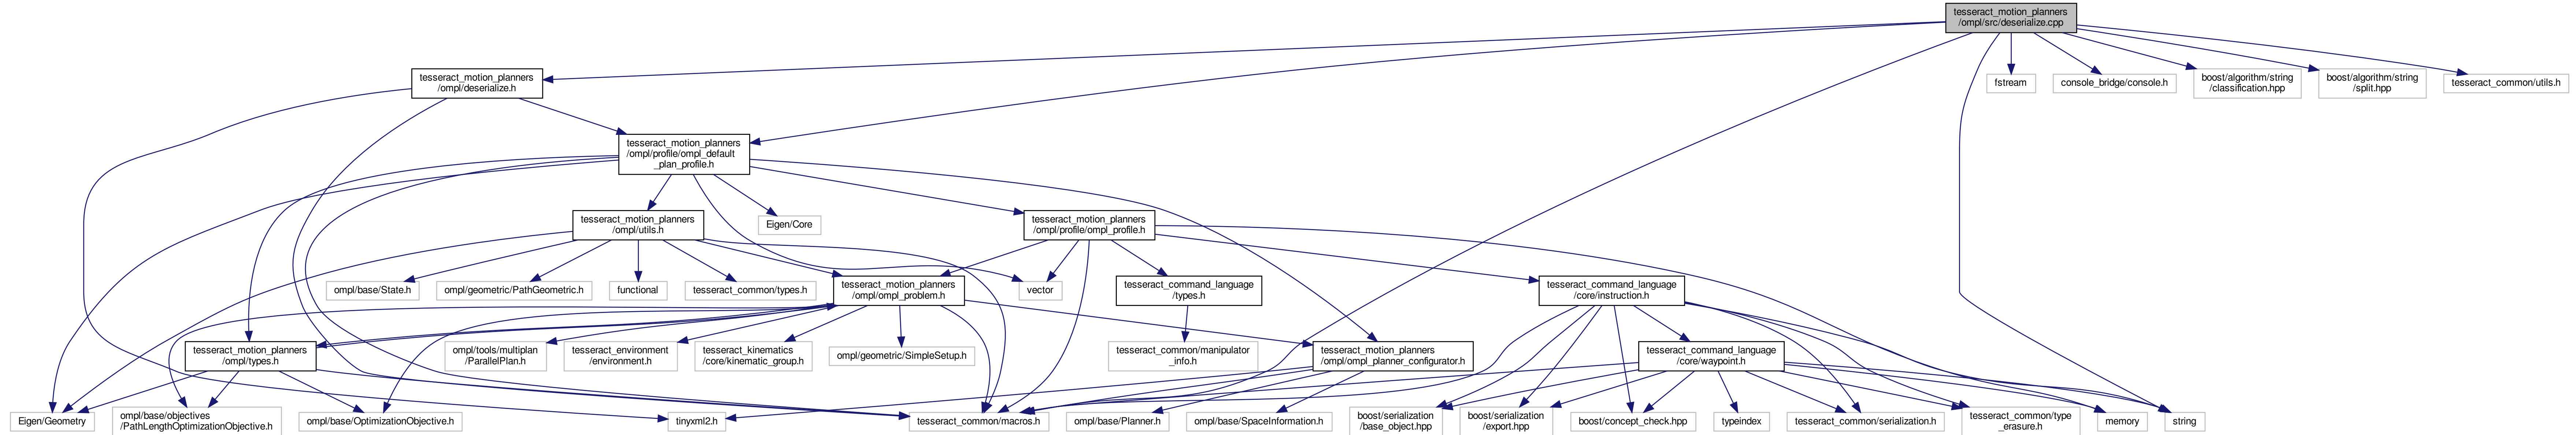 tesseract_motion_planners
/ompl/src/deserialize.cpp
tesseract_motion_planners
/ompl/deserialize.h
fstream
console_bridge/console.h
boost/algorithm/string
/classification.hpp
boost/algorithm/string
/split.hpp
tesseract_common/utils.h
tesseract_motion_planners
/ompl/profile/ompl_default
_plan_profile.h
tesseract_motion_planners
/ompl/utils.h
Eigen/Core
tesseract_motion_planners
/ompl/profile/ompl_profile.h
ompl/base/State.h
ompl/geometric/PathGeometric.h
functional
tesseract_common/types.h
tesseract_motion_planners
/ompl/ompl_problem.h
vector
tesseract_command_language
/types.h
tesseract_command_language
/core/instruction.h
tesseract_motion_planners
/ompl/types.h
ompl/tools/multiplan
/ParallelPlan.h
tesseract_environment
/environment.h
tesseract_kinematics
/core/kinematic_group.h
ompl/geometric/SimpleSetup.h
tesseract_common/manipulator
_info.h
tesseract_motion_planners
/ompl/ompl_planner_configurator.h
tesseract_command_language
/core/waypoint.h
Eigen/Geometry
ompl/base/objectives
/PathLengthOptimizationObjective.h
ompl/base/OptimizationObjective.h
tinyxml2.h
tesseract_common/macros.h
ompl/base/Planner.h
ompl/base/SpaceInformation.h
boost/serialization
/base_object.hpp
boost/serialization
/export.hpp
boost/concept_check.hpp
typeindex
tesseract_common/serialization.h
tesseract_common/type
_erasure.h
memory
string